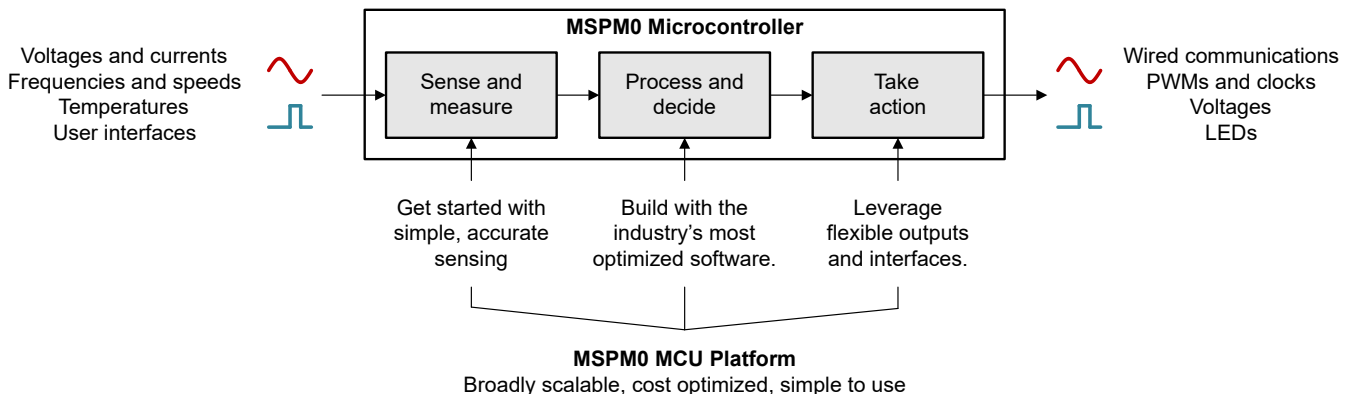 MSPM0 Microcontroller
Voltages and currents
Frequencies and speeds
Temperatures
User interfaces
Sense and
measure
Process and
decide
Take
action
Wired communications
PWMs and clocks
Voltages
LEDs
Get started with
simple, accurate
sensing
Build with the
industry’s most
optimized software.
Leverage
flexible outputs
and interfaces.
MSPM0 MCU Platform
Broadly scalable, cost optimized, simple to use